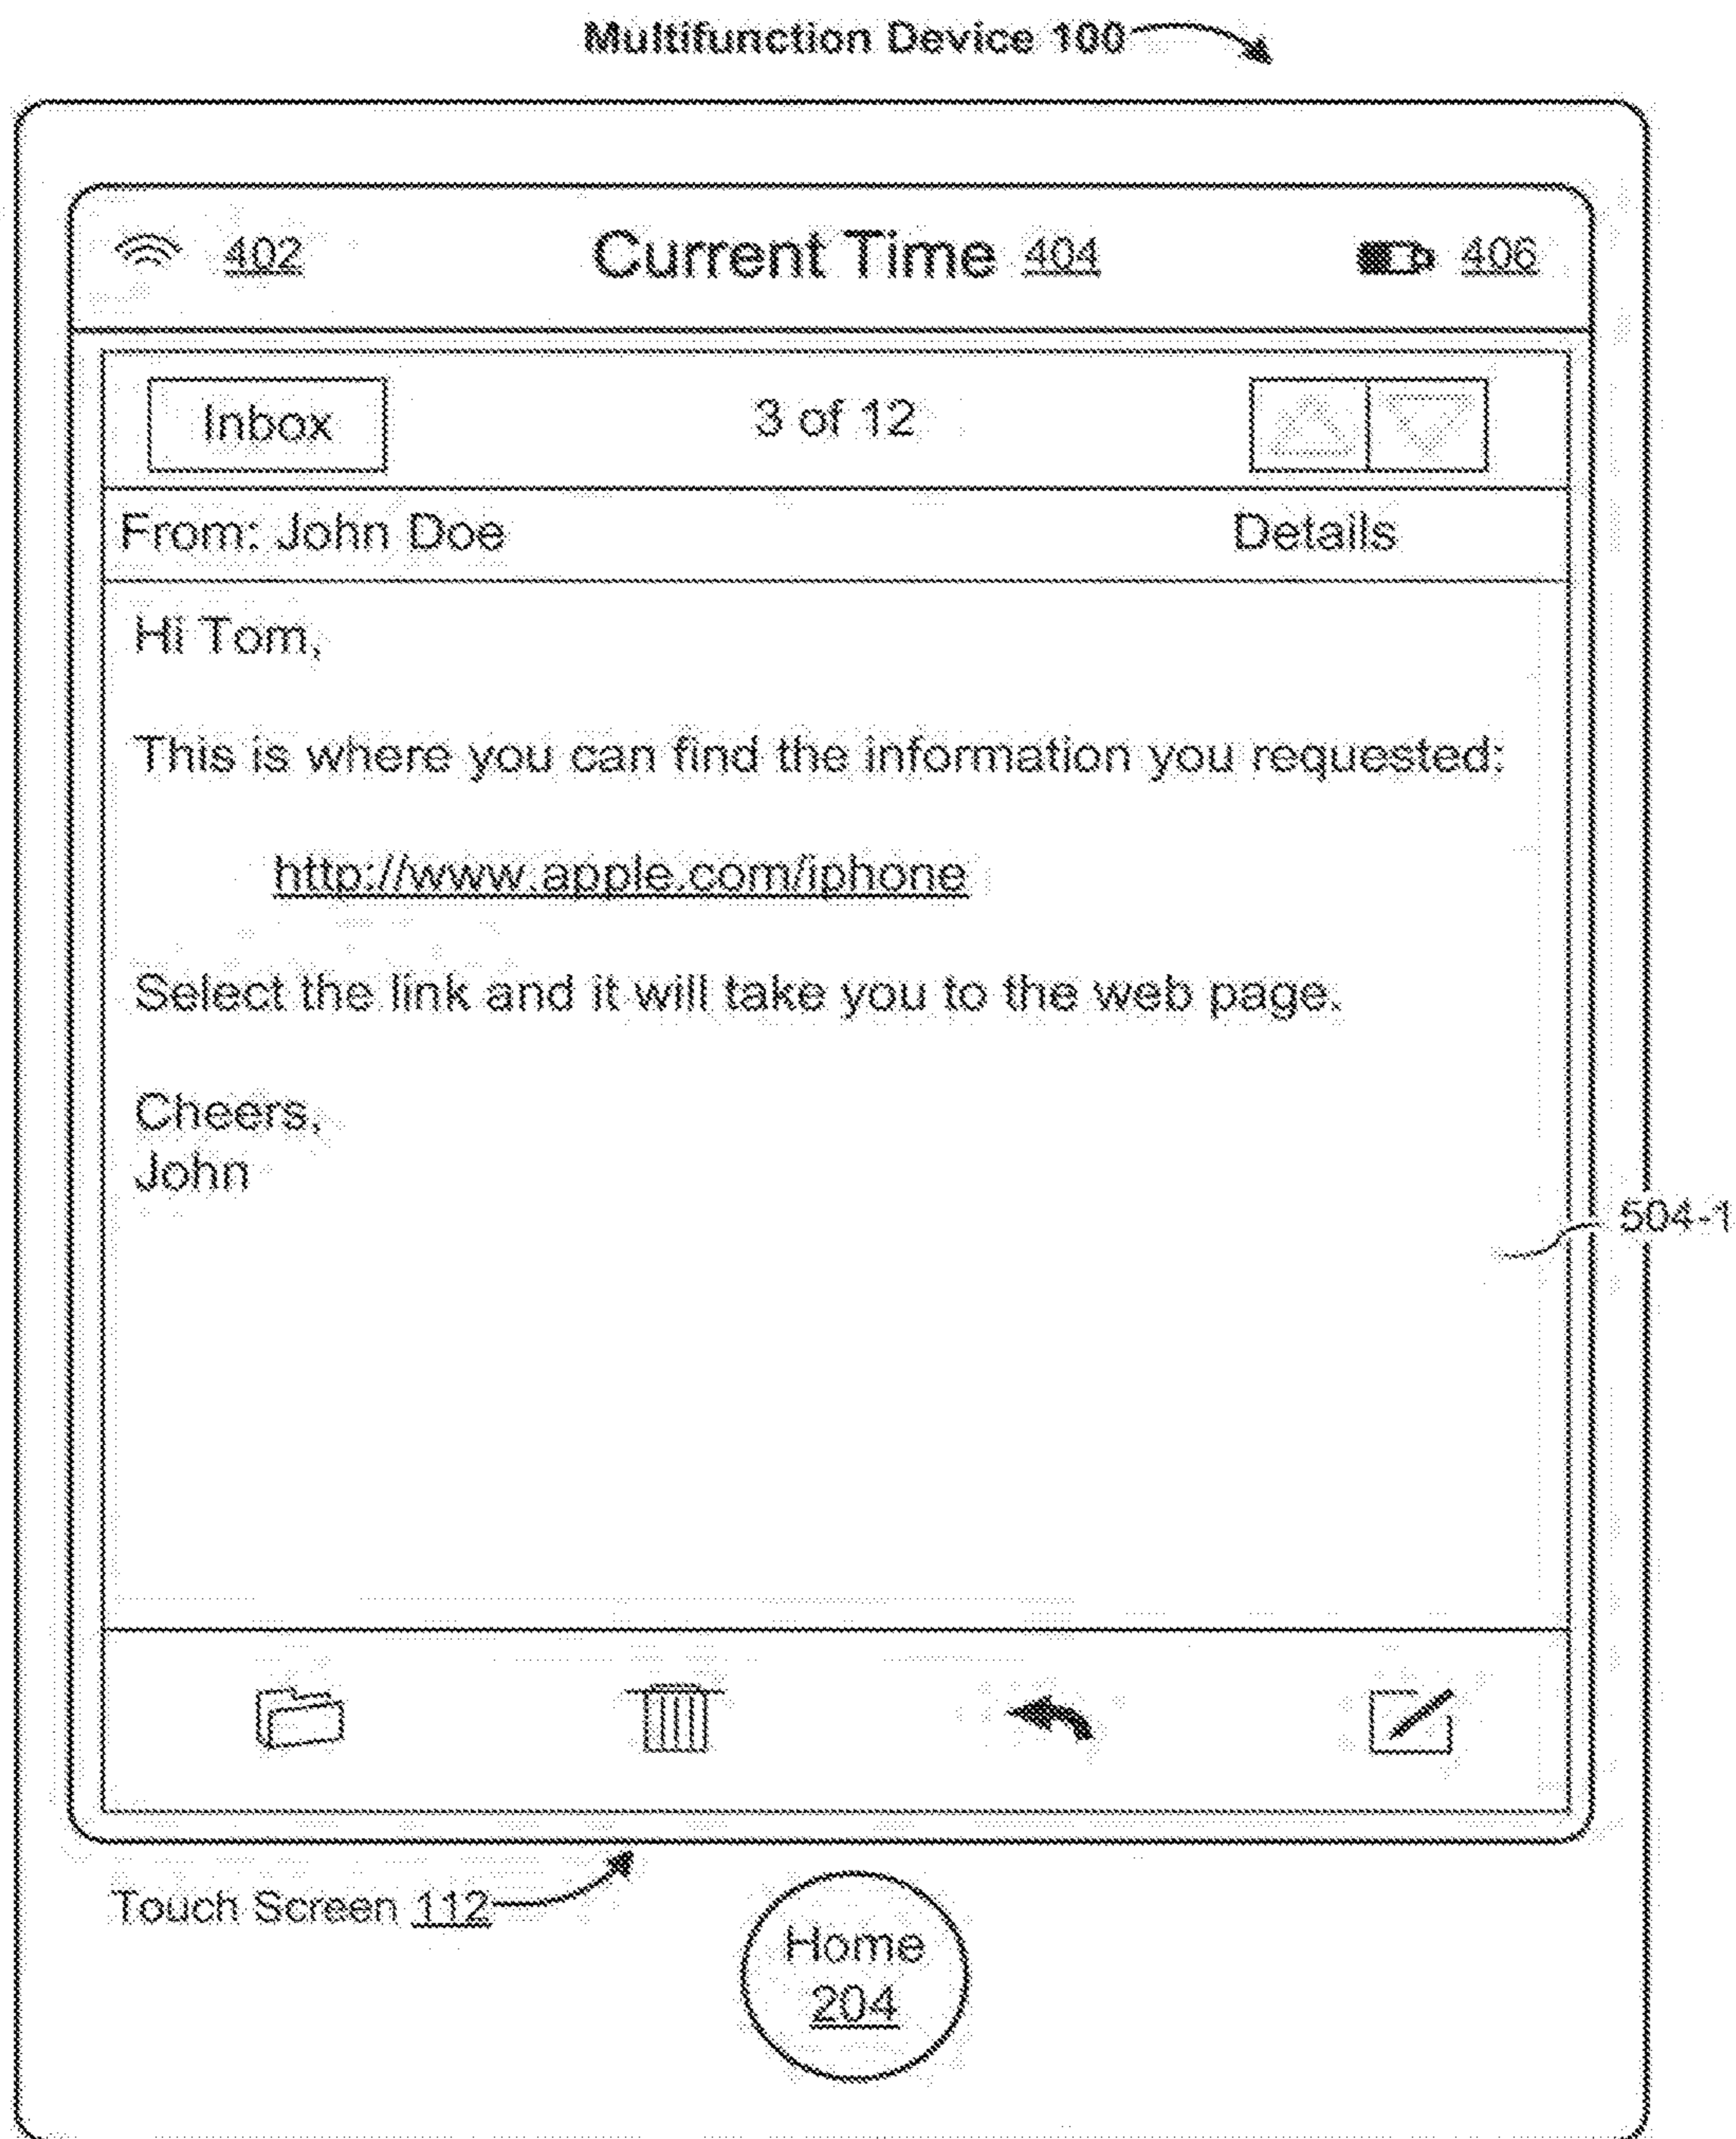 Multifunction Device 100
402 Current Time 404 406
Inbox 3 of 12
From: John Doe Details
Hi Tom,
This is where you can find the information you requested:
http://www.apple.com/iphone
Select the link and it will take you to the web page.
Cheers,
John
504-1
Touch Screen 112
Home
204